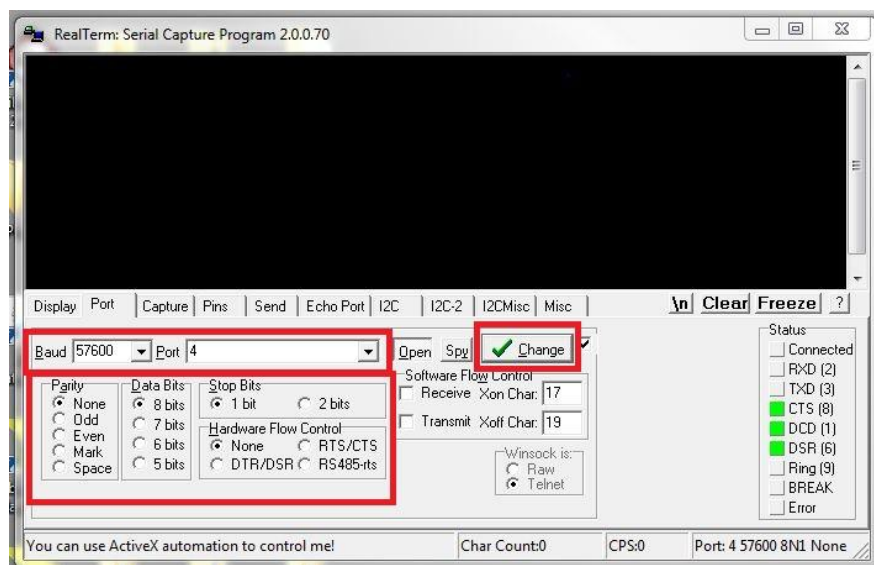 RealTerm: Serial Capture Program 2.0.0.70
Display Port Capture Pins Send Echo Port I2C I2C-2 I2CMisc Misc \n Clear Freeze ?
Baud 57600 Port 4 Open Spy Change
Parity
None
Odd
Even
Mark
Space
Data Bits
8 bits
7 bits
6 bits
5 bits
Stop Bits
1 bit 2 bits
Hardware Flow Control
None RTS/CTS
DTR/DSR RS485-rts
Software Flow Control
Receive Xon Char: 17
Transmit Xoff Char: 19
Winsock is:
Raw
Telnet
Status
Connected
RXD (2)
TXD (3)
CTS (8)
DCD (1)
DSR (6)
Ring (9)
BREAK
Error
You can use ActiveX automation to control me! Char Count:0 CPS:0 Port: 4 57600 8N1 None